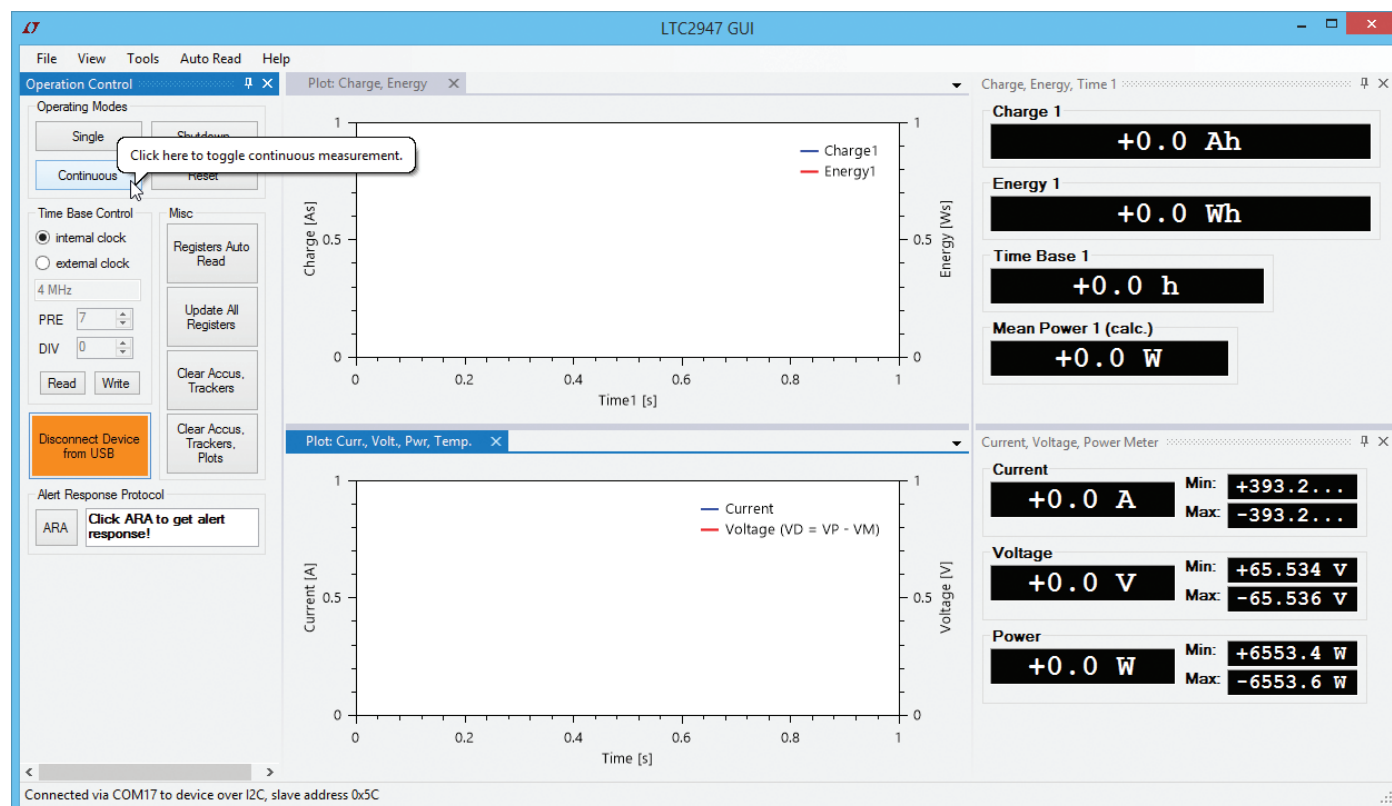 LTC2947 GUI
File View Tools Auto Read Help
Operation Control
Operating Modes
Single
Click here to toggle continuous measurement.
Continuous
Reset
Time Base Control
internal clock
external clock
4 MHz
PRE 7
DIV 0
Read Write
Misc
Registers Auto
Read
Update All
Registers
Clear Accus,
Trackers
Clear Accus,
Trackers,
Plots
Disconnect Device
from USB
Alert Response Protocol
ARA
Click ARA to get alert
response!
Plot: Charge, Energy
1
0.5
0
Charge [As]
Charge1
Energy1
1
0.5
0
Energy [Ws]
0 0.2 0.4 0.6 0.8 1
Time1 [s]
Plot: Curr., Volt., Pwr, Temp.
1
0.5
0
Current [A]
Current
Voltage (VD = VP - VM)
1
0.5
0
Voltage [V]
0 0.2 0.4 0.6 0.8 1
Time [s]
Charge, Energy, Time 1
Charge 1
+0.0 Ah
Energy 1
+0.0 Wh
Time Base 1
+0.0 h
Mean Power 1 (calc.)
+0.0 W
Current, Voltage, Power Meter
Current
+0.0 A
Min: +393.2...
Max: -393.2...
Voltage
+0.0 V
Min: +65.534 V
Max: -65.536 V
Power
+0.0 W
Min: +6553.4 W
Max: -6553.6 W
Connected via COM17 to device over I2C, slave address 0x5C